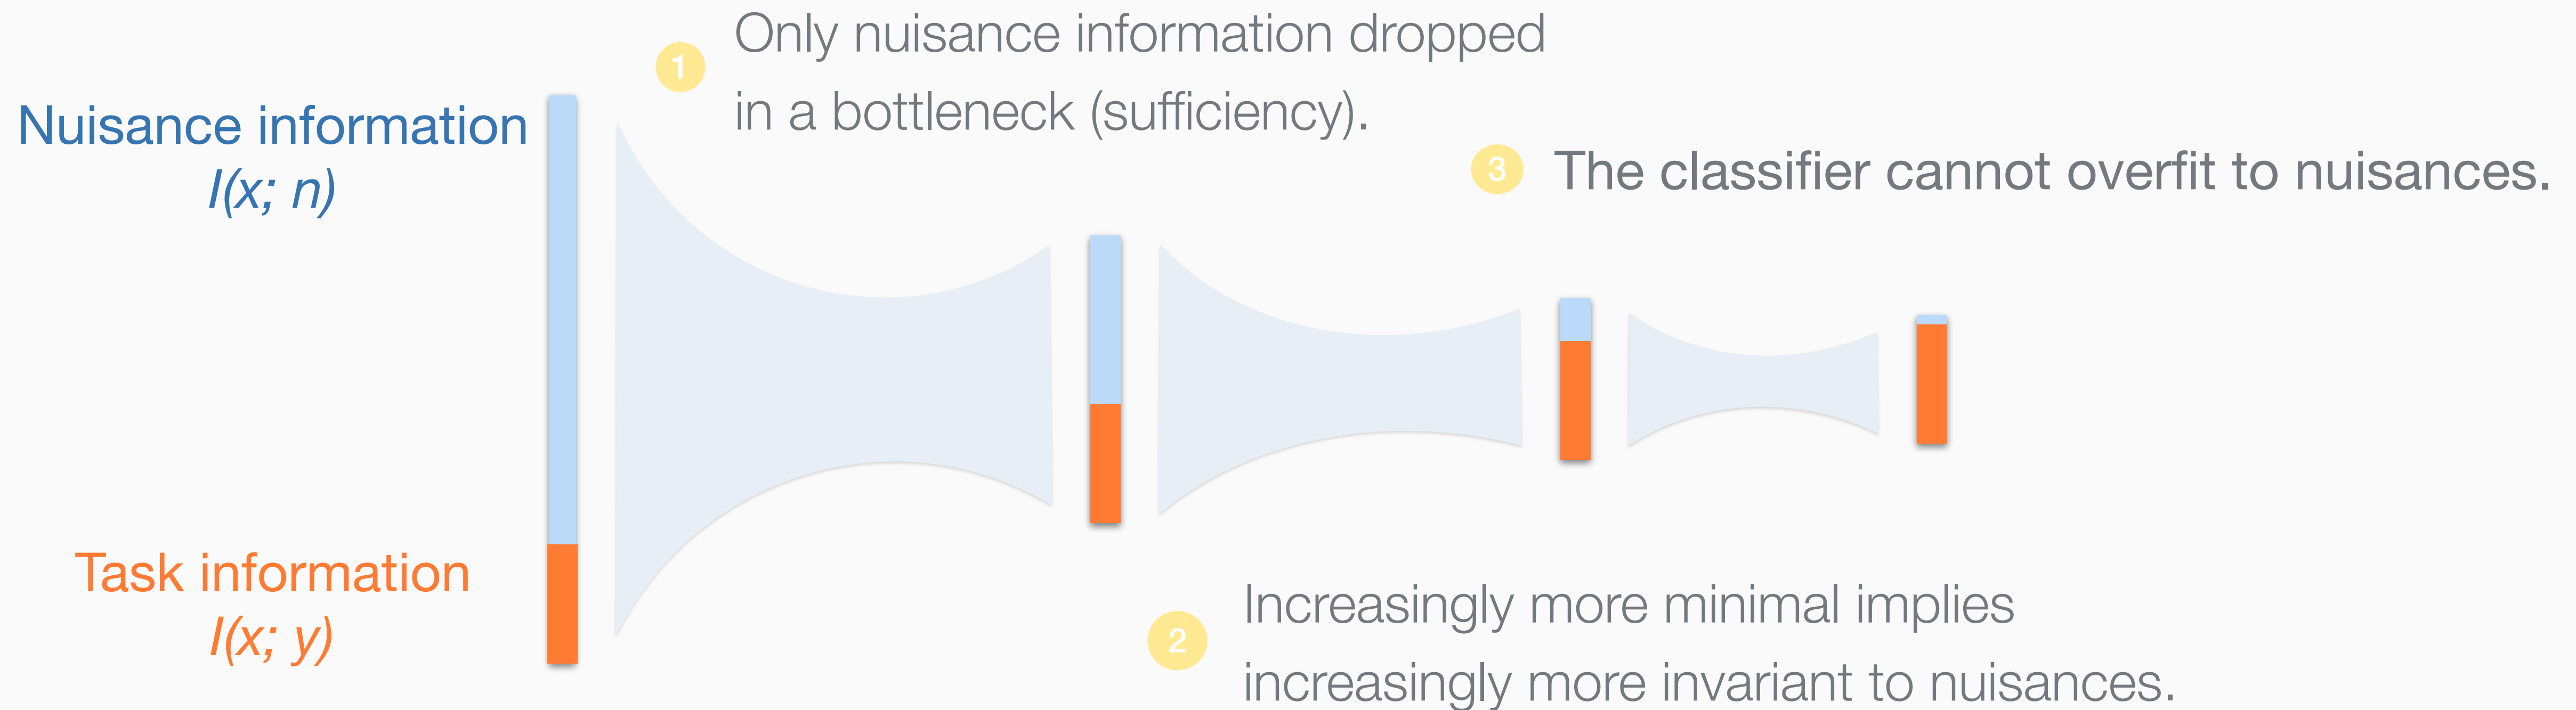 Nuisance information
I(x; n)
Task information
I(x; y)
1
Only nuisance information dropped
in a bottleneck (sufficiency).
3
The classifier cannot overfit to nuisances.
2
Increasingly more minimal implies
increasingly more invariant to nuisances.